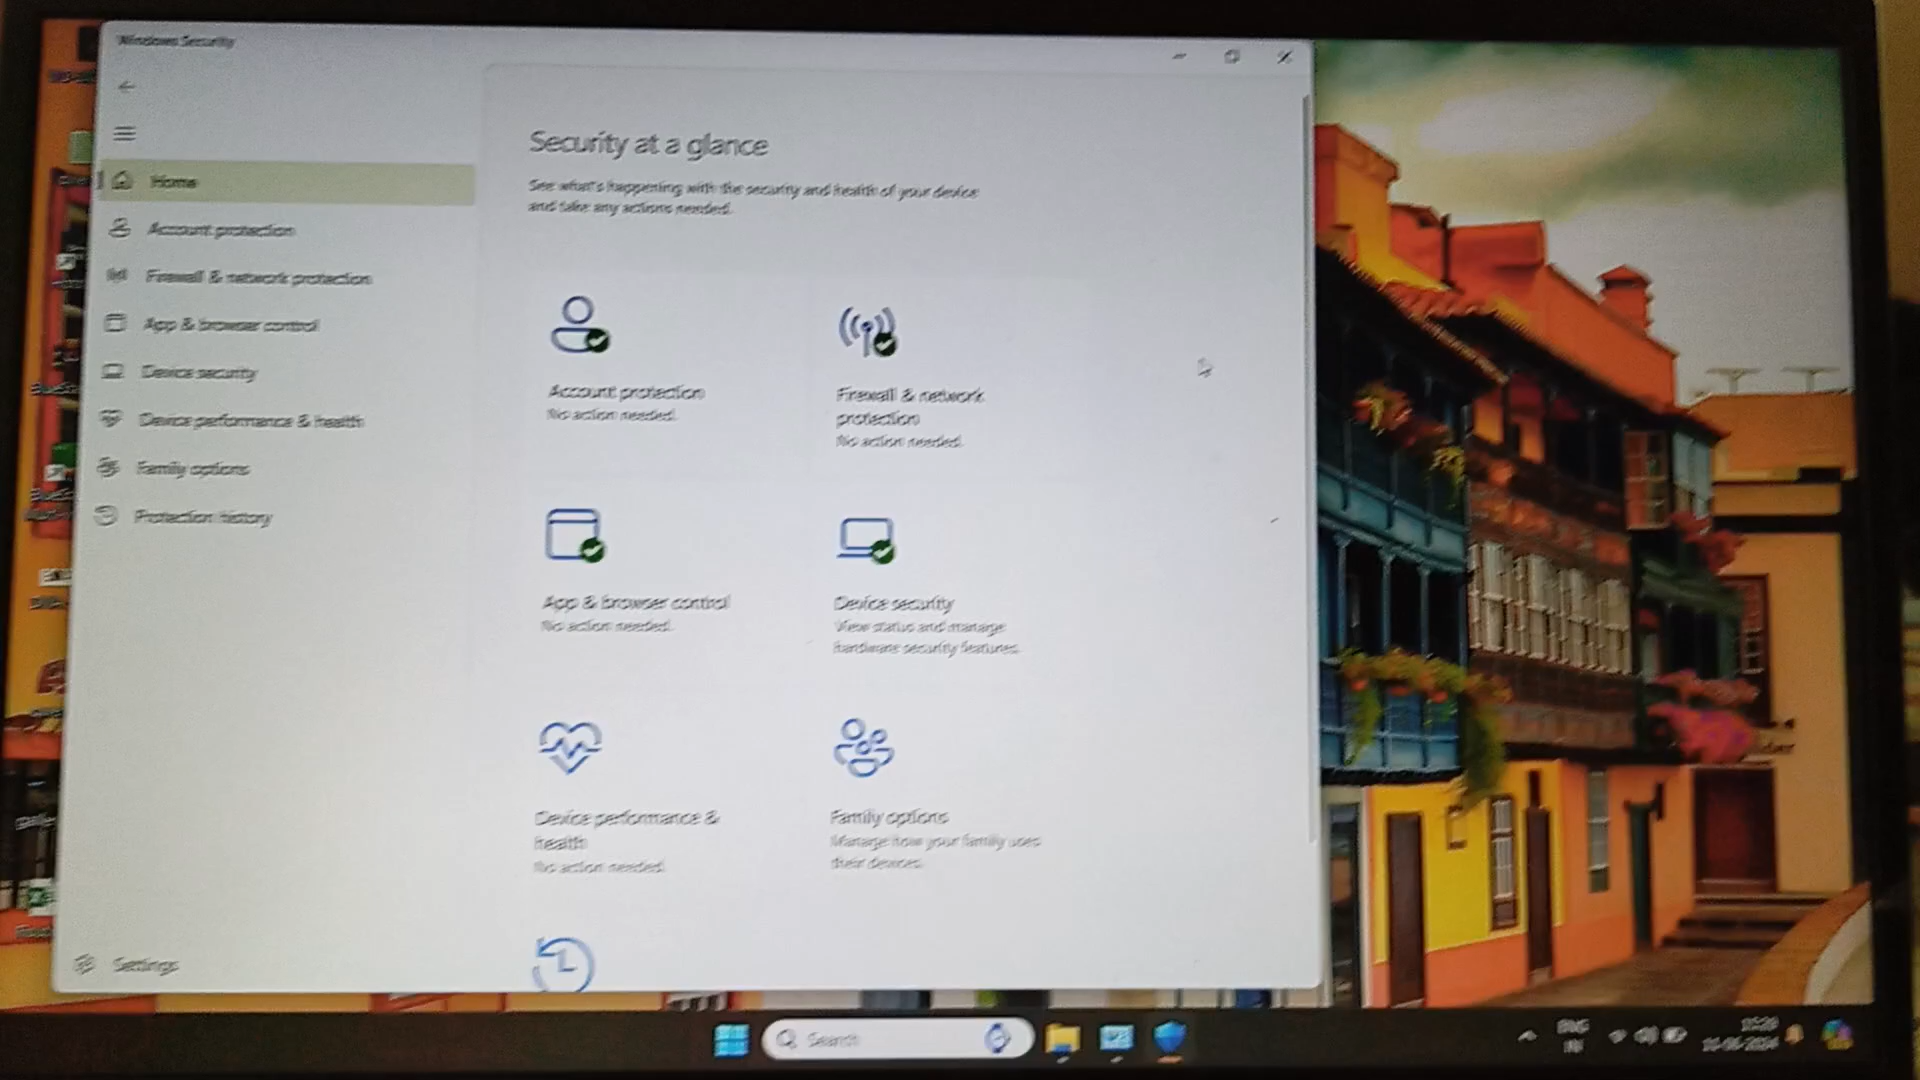 Windows Security
Home
Account protection
Firewall & network protection
App & browser control
Device security
Device performance & health
Family options
Protection history
Settings
Security at a glance
See what's happening with the security and health of your device
and take any actions needed.
Account protection
No action needed.
Firewall & network
protection
No action needed.
App & browser control
No action needed.
Device security
View status and manage
hardware security features
Device performance &
health
No action needed.
Family options
Manage how your family uses
their devices.
Search
ENG
IN